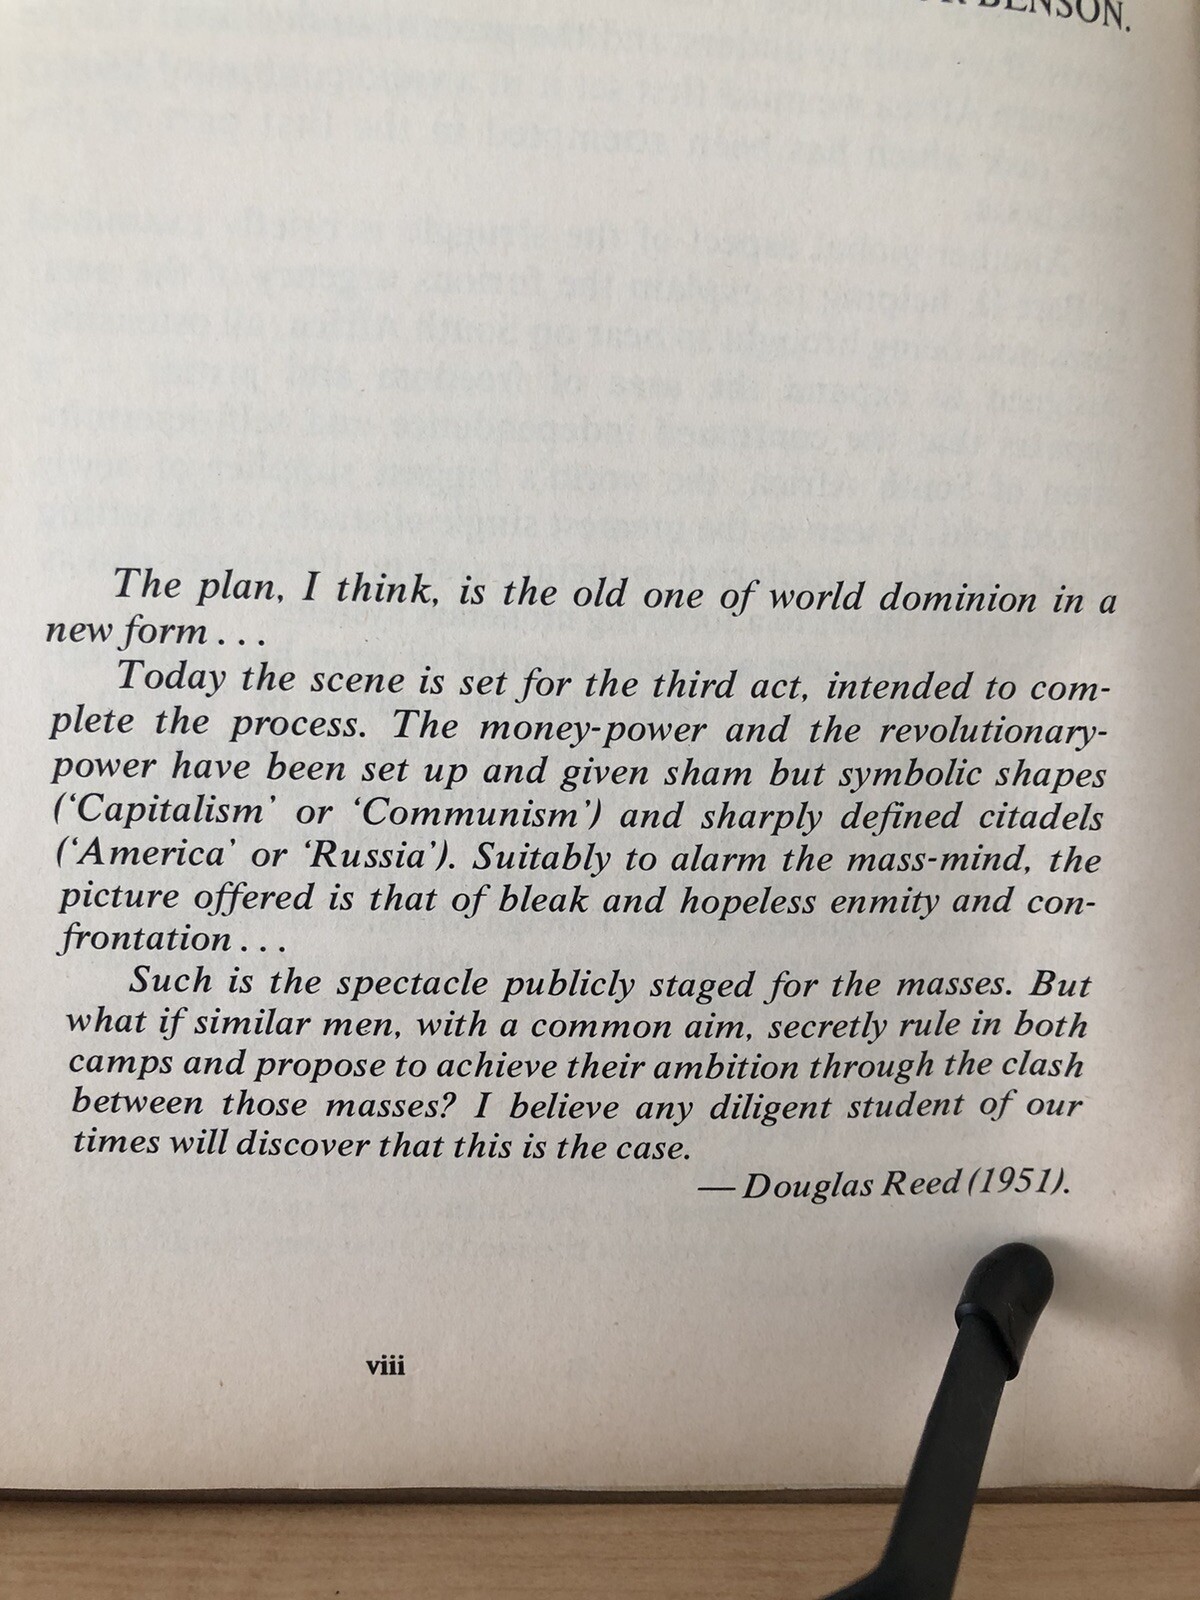 BENSON.
The plan, I think, is the old one of world dominion in a
new form . . .
Today the scene is set for the third act, intended to com-
plete the process. The money-power and the revolutionary-
power have been set up and given sham but symbolic shapes
(‘Capitalism’ or ‘Communism’) and sharply defined citadels
(‘America’ or ‘Russia’). Suitably to alarm the mass-mind, the
picture offered is that of bleak and hopeless enmity and con-
frontation . . .
Such is the spectacle publicly staged for the masses. But
what if similar men, with a common aim, secretly rule in both
camps and propose to achieve their ambition through the clash
between those masses? I believe any diligent student of our
times will discover that this is the case.
— Douglas Reed (1951).
viii